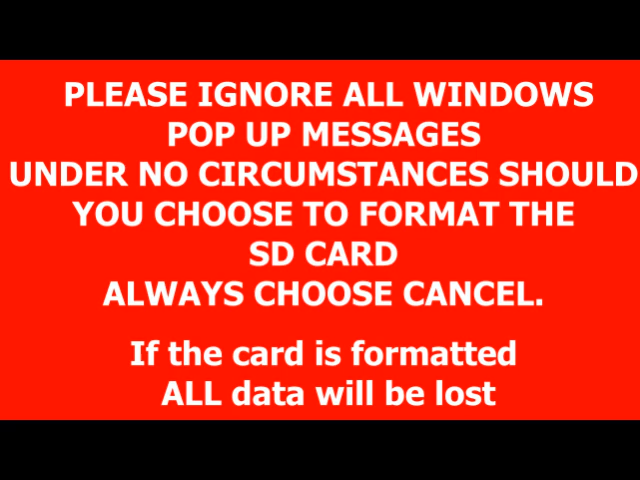 PLEASE IGNORE ALL WINDOWS
POP UP MESSAGES
UNDER NO CIRCUMSTANCES SHOULD
YOU CHOOSE TO FORMAT THE
SD CARD
ALWAYS CHOOSE CANCEL.
If the card is formatted
ALL data will be lost